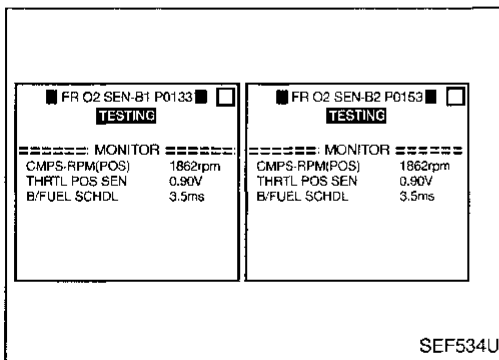 FR O2 SEN-B1 P0133
TESTING
====== MONITOR ======
CMPS-RPM(POS) 1862rpm
THRTL POS SEN 0.90V
B/FUEL SCHDL 3.5ms
FR O2 SEN-B2 P0153
TESTING
====== MONITOR ======
CMPS-RPM(POS) 1862rpm
THRTL POS SEN 0.90V
B/FUEL SCHDL 3.5ms
SEF534U